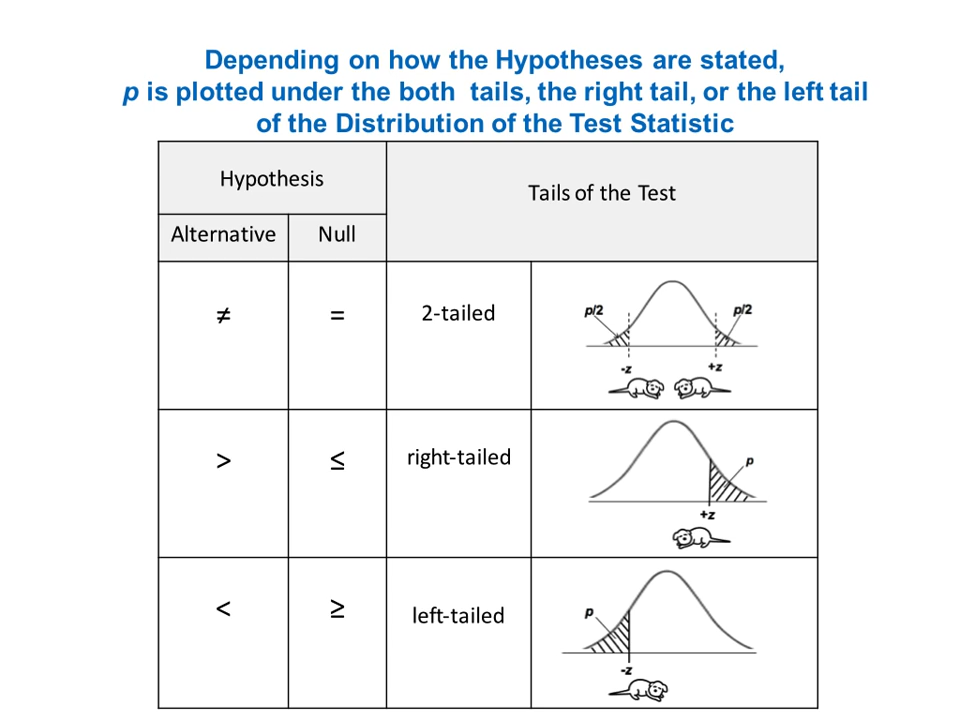 Depending on how the Hypotheses are stated,
p is plotted under the both tails, the right tail, or the left tail
of the Distribution of the Test Statistic
Hypothesis
Tails of the Test
Alternative
Null
≠
=
2-tailed
p/2
p/2
-z
+z
>
≤
right-tailed
p
+z
<
≥
left-tailed
p
-z